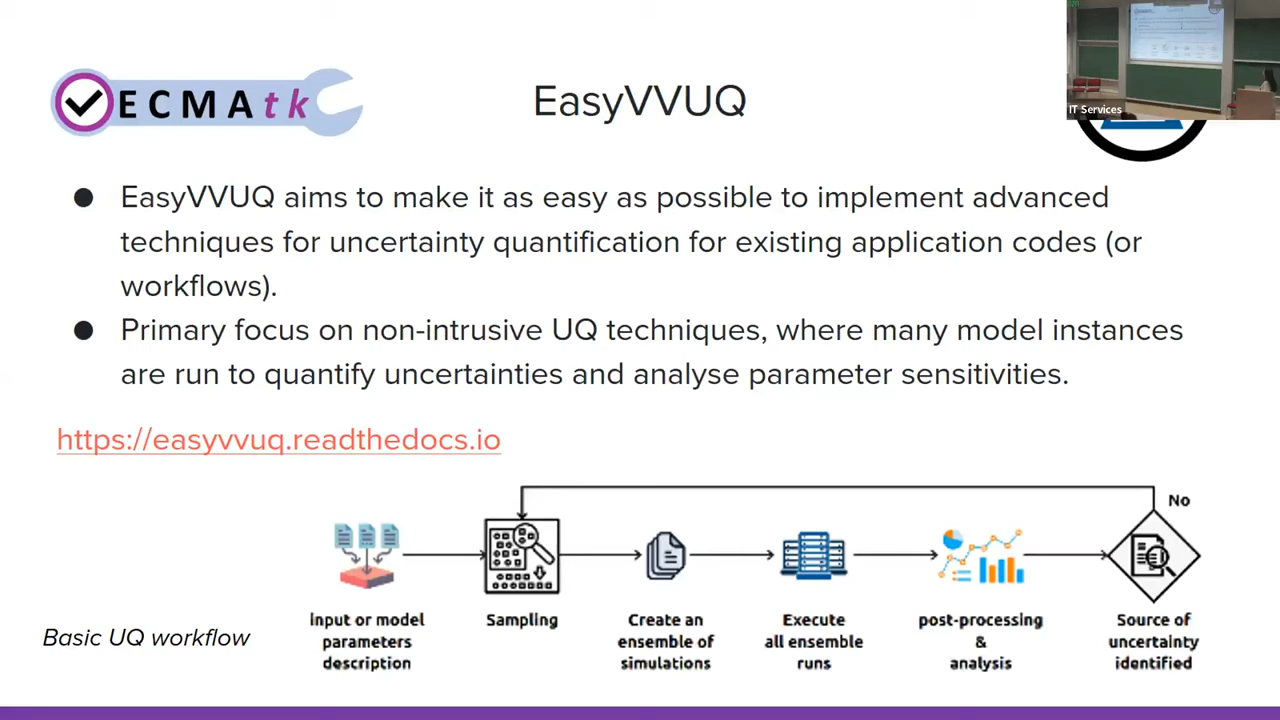 IT Services
ECMAtk
EasyVVUQ
● EasyVVUQ aims to make it as easy as possible to implement advanced
techniques for uncertainty quantification for existing application codes (or
workflows).
● Primary focus on non-intrusive UQ techniques, where many model instances
are run to quantify uncertainties and analyse parameter sensitivities.
https://easyvvuq.readthedocs.io
No
Basic UQ workflow
Input or model
parameters
description
Sampling
Create an
ensemble of
simulations
Execute
all ensemble
runs
post-processing
&
analysis
Source of
uncertainty
identified